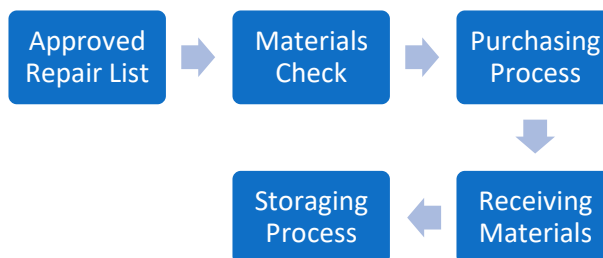 Approved
Repair List
Materials
Check
Purchasing
Process
Receiving
Materials
Storaging
Process